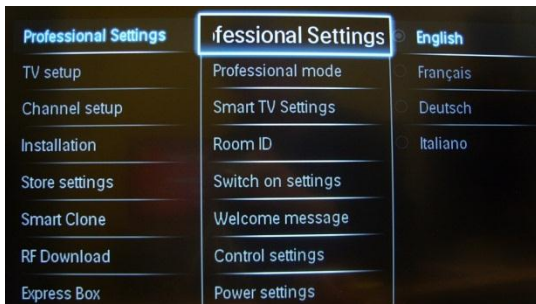 Professional Settings
TV setup
Channel setup
Installation
Store settings
Smart Clone
RF Download
Express Box
fessional Settings
Professional mode
Smart TV Settings
Room ID
Switch on settings
Welcome message
Control settings
Power settings
English
Français
Deutsch
Italiano